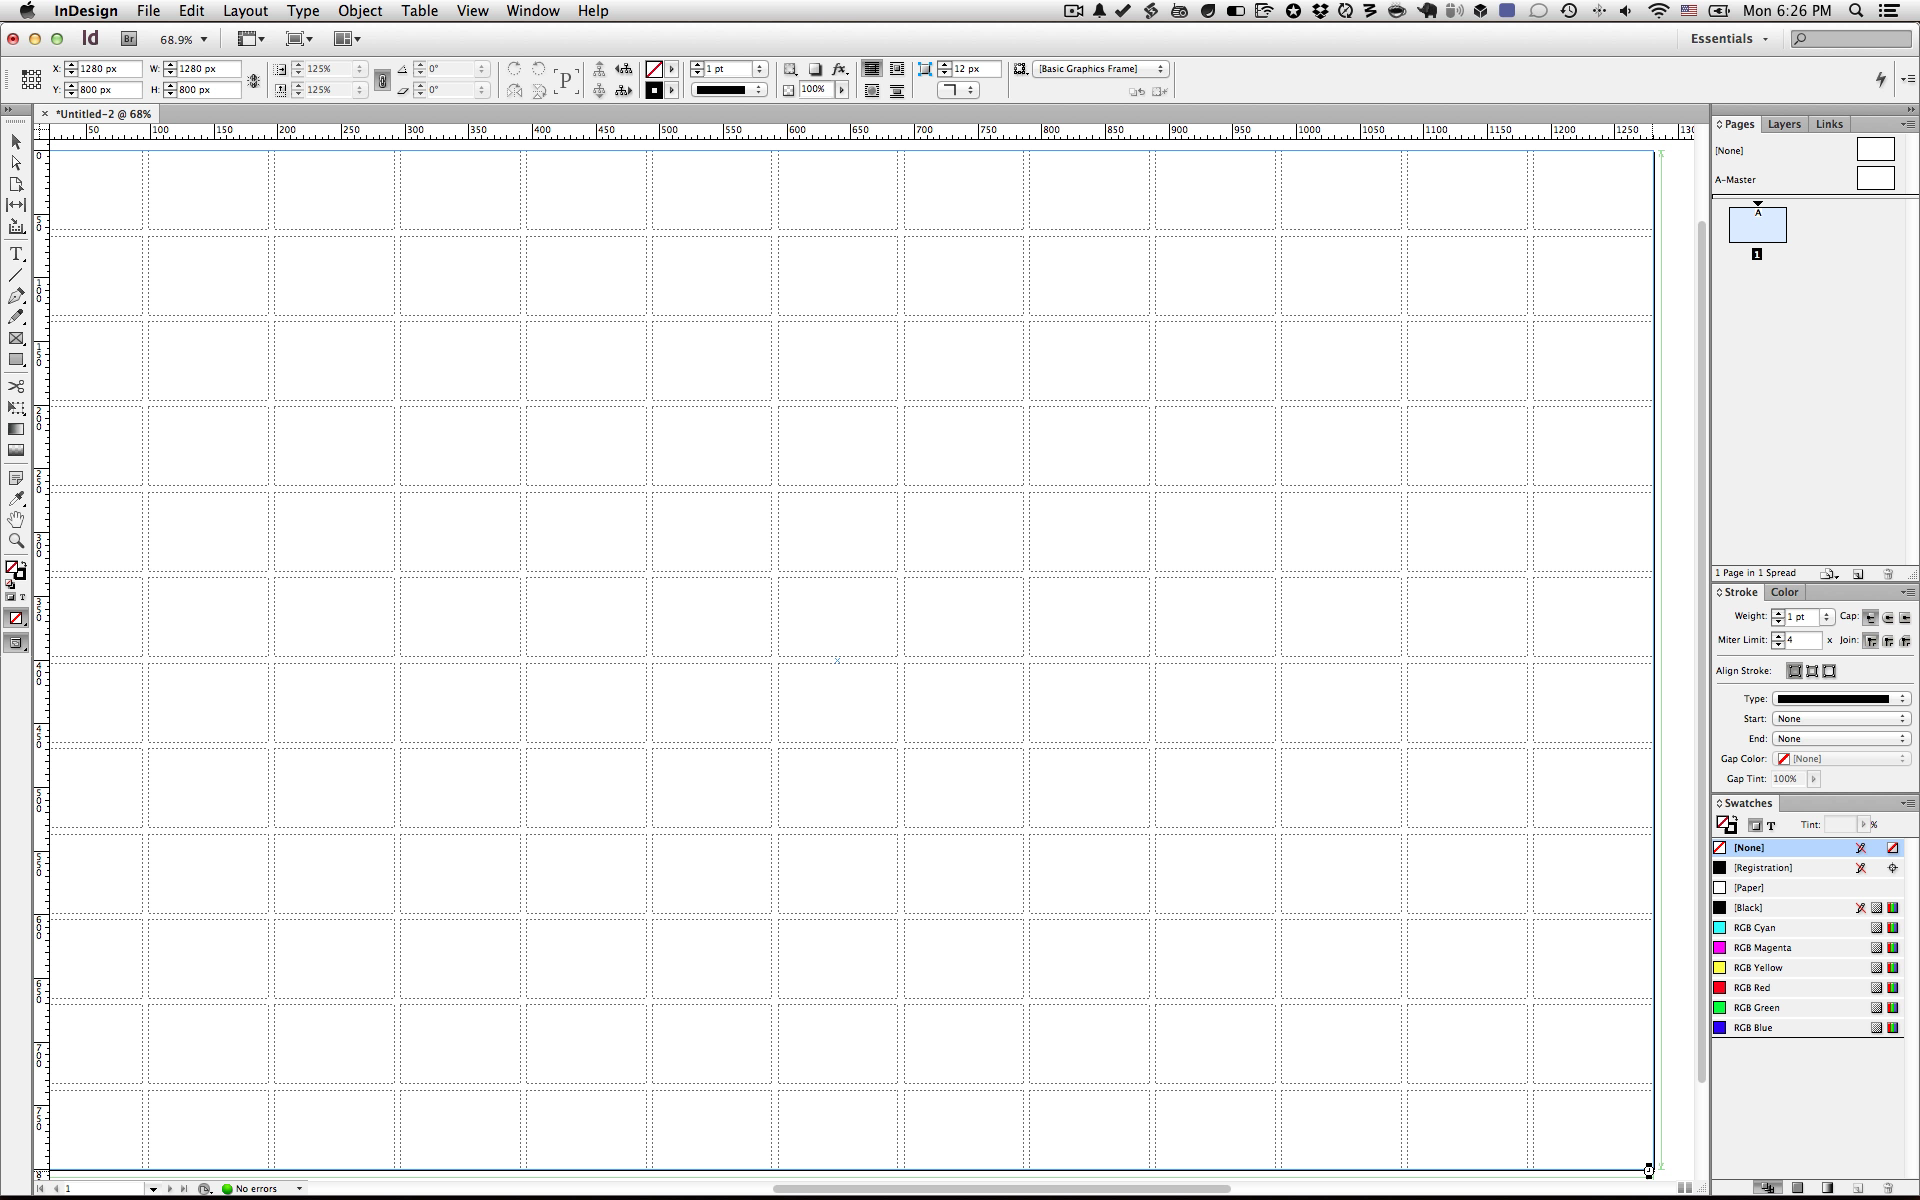 InDesign File Edit Layout Type Object Table View Window Help Mon 6:26 PM
Id Br 68.9% Essentials
X: 1280 px W: 1280 px 125% 0° 1 pt fx. 12 px [Basic Graphics Frame]
Y: 800 px H: 800 px 125% 0° P 100%
*Untitled-2 @ 68%
50 100 150 200 250 300 350 400 450 500 550 600 650 700 750 800 850 900 950 1000 1050 1100 1150 1200 1250 130
0
50
100
150
200
250
300
350
400
450
500
550
600
650
700
750
8
T
T
Pages Layers Links
[None]
A-Master
A
1
1 Page in 1 Spread
Stroke Color
Weight: 1 pt Cap:
Miter Limit: 4 x Join:
Align Stroke:
Type:
Start: None
End: None
Gap Color: [None]
Gap Tint: 100%
Swatches
T Tint: %
[None]
[Registration]
[Paper]
[Black]
RGB Cyan
RGB Magenta
RGB Yellow
RGB Red
RGB Green
RGB Blue
1 No errors